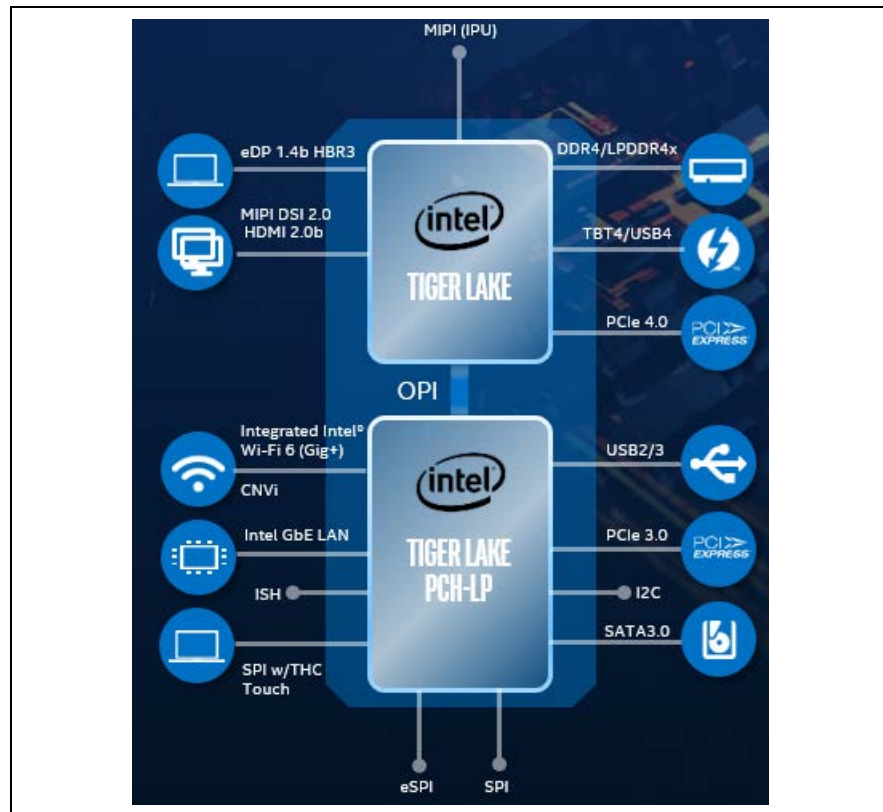 MIPI (IPU)
eDP 1.4b HBR3
DDR4/LPDDR4x
MIPI DSI 2.0
HDMI 2.0b
intel
TIGER LAKE
TBT4/USB4
PCIe 4.0
PCI
EXPRESS
OPI
Integrated Intel®
Wi-Fi 6 (Gig+)
CNVi
intel
TIGER LAKE
PCH-LP
USB2/3
Intel GbE LAN
PCIe 3.0
PCI
EXPRESS
ISH
I2C
SATA3.0
SPI w/THC
Touch
eSPI
SPI